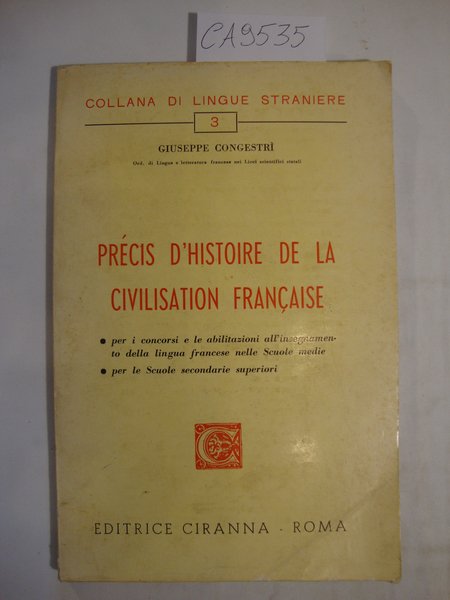 CA9535
COLLANA DI LINGUE STRANIERE
3
GIUSEPPE CONGESTRÌ
Ord. di Lingua e letteratura francese nei Licei scientifici statali
PRÉCIS D'HISTOIRE DE LA
CIVILISATION FRANÇAISE
● per i concorsi e le abilitazioni all'insegnamen-
to della lingua francese nelle Scuole medie
● per le Scuole secondarie superiori
EDITRICE CIRANNA - ROMA